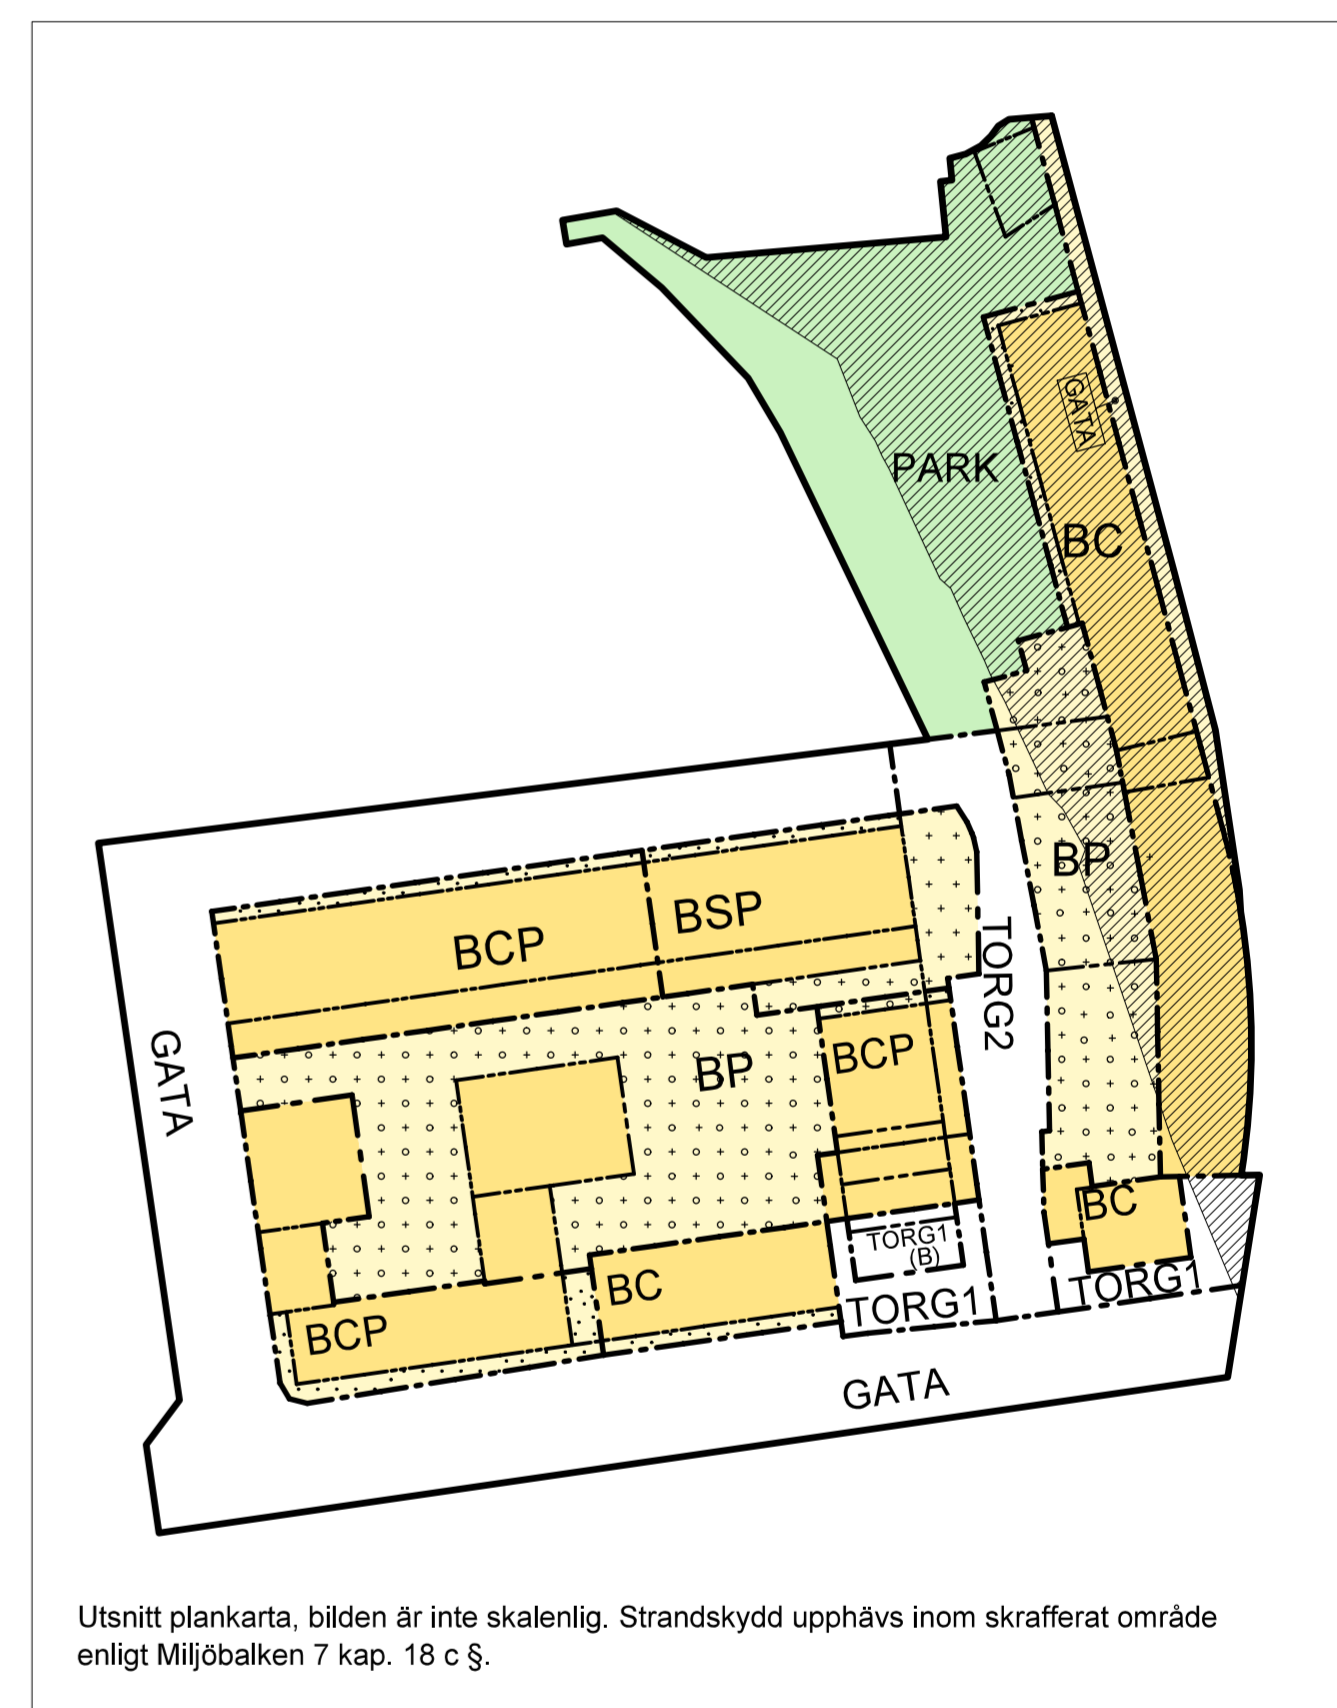 GATA
PARK
BC
BP
BSP
BCP
TORG2
GATA
BCP
BP
BC
TORG1
(B)
BC
TORG1
TORG1
BCP
GATA
Utsnitt plankarta, bilden är inte skalenlig. Strandskydd upphävs inom skrafferat område
enligt Miljöbalken 7 kap. 18 c §.